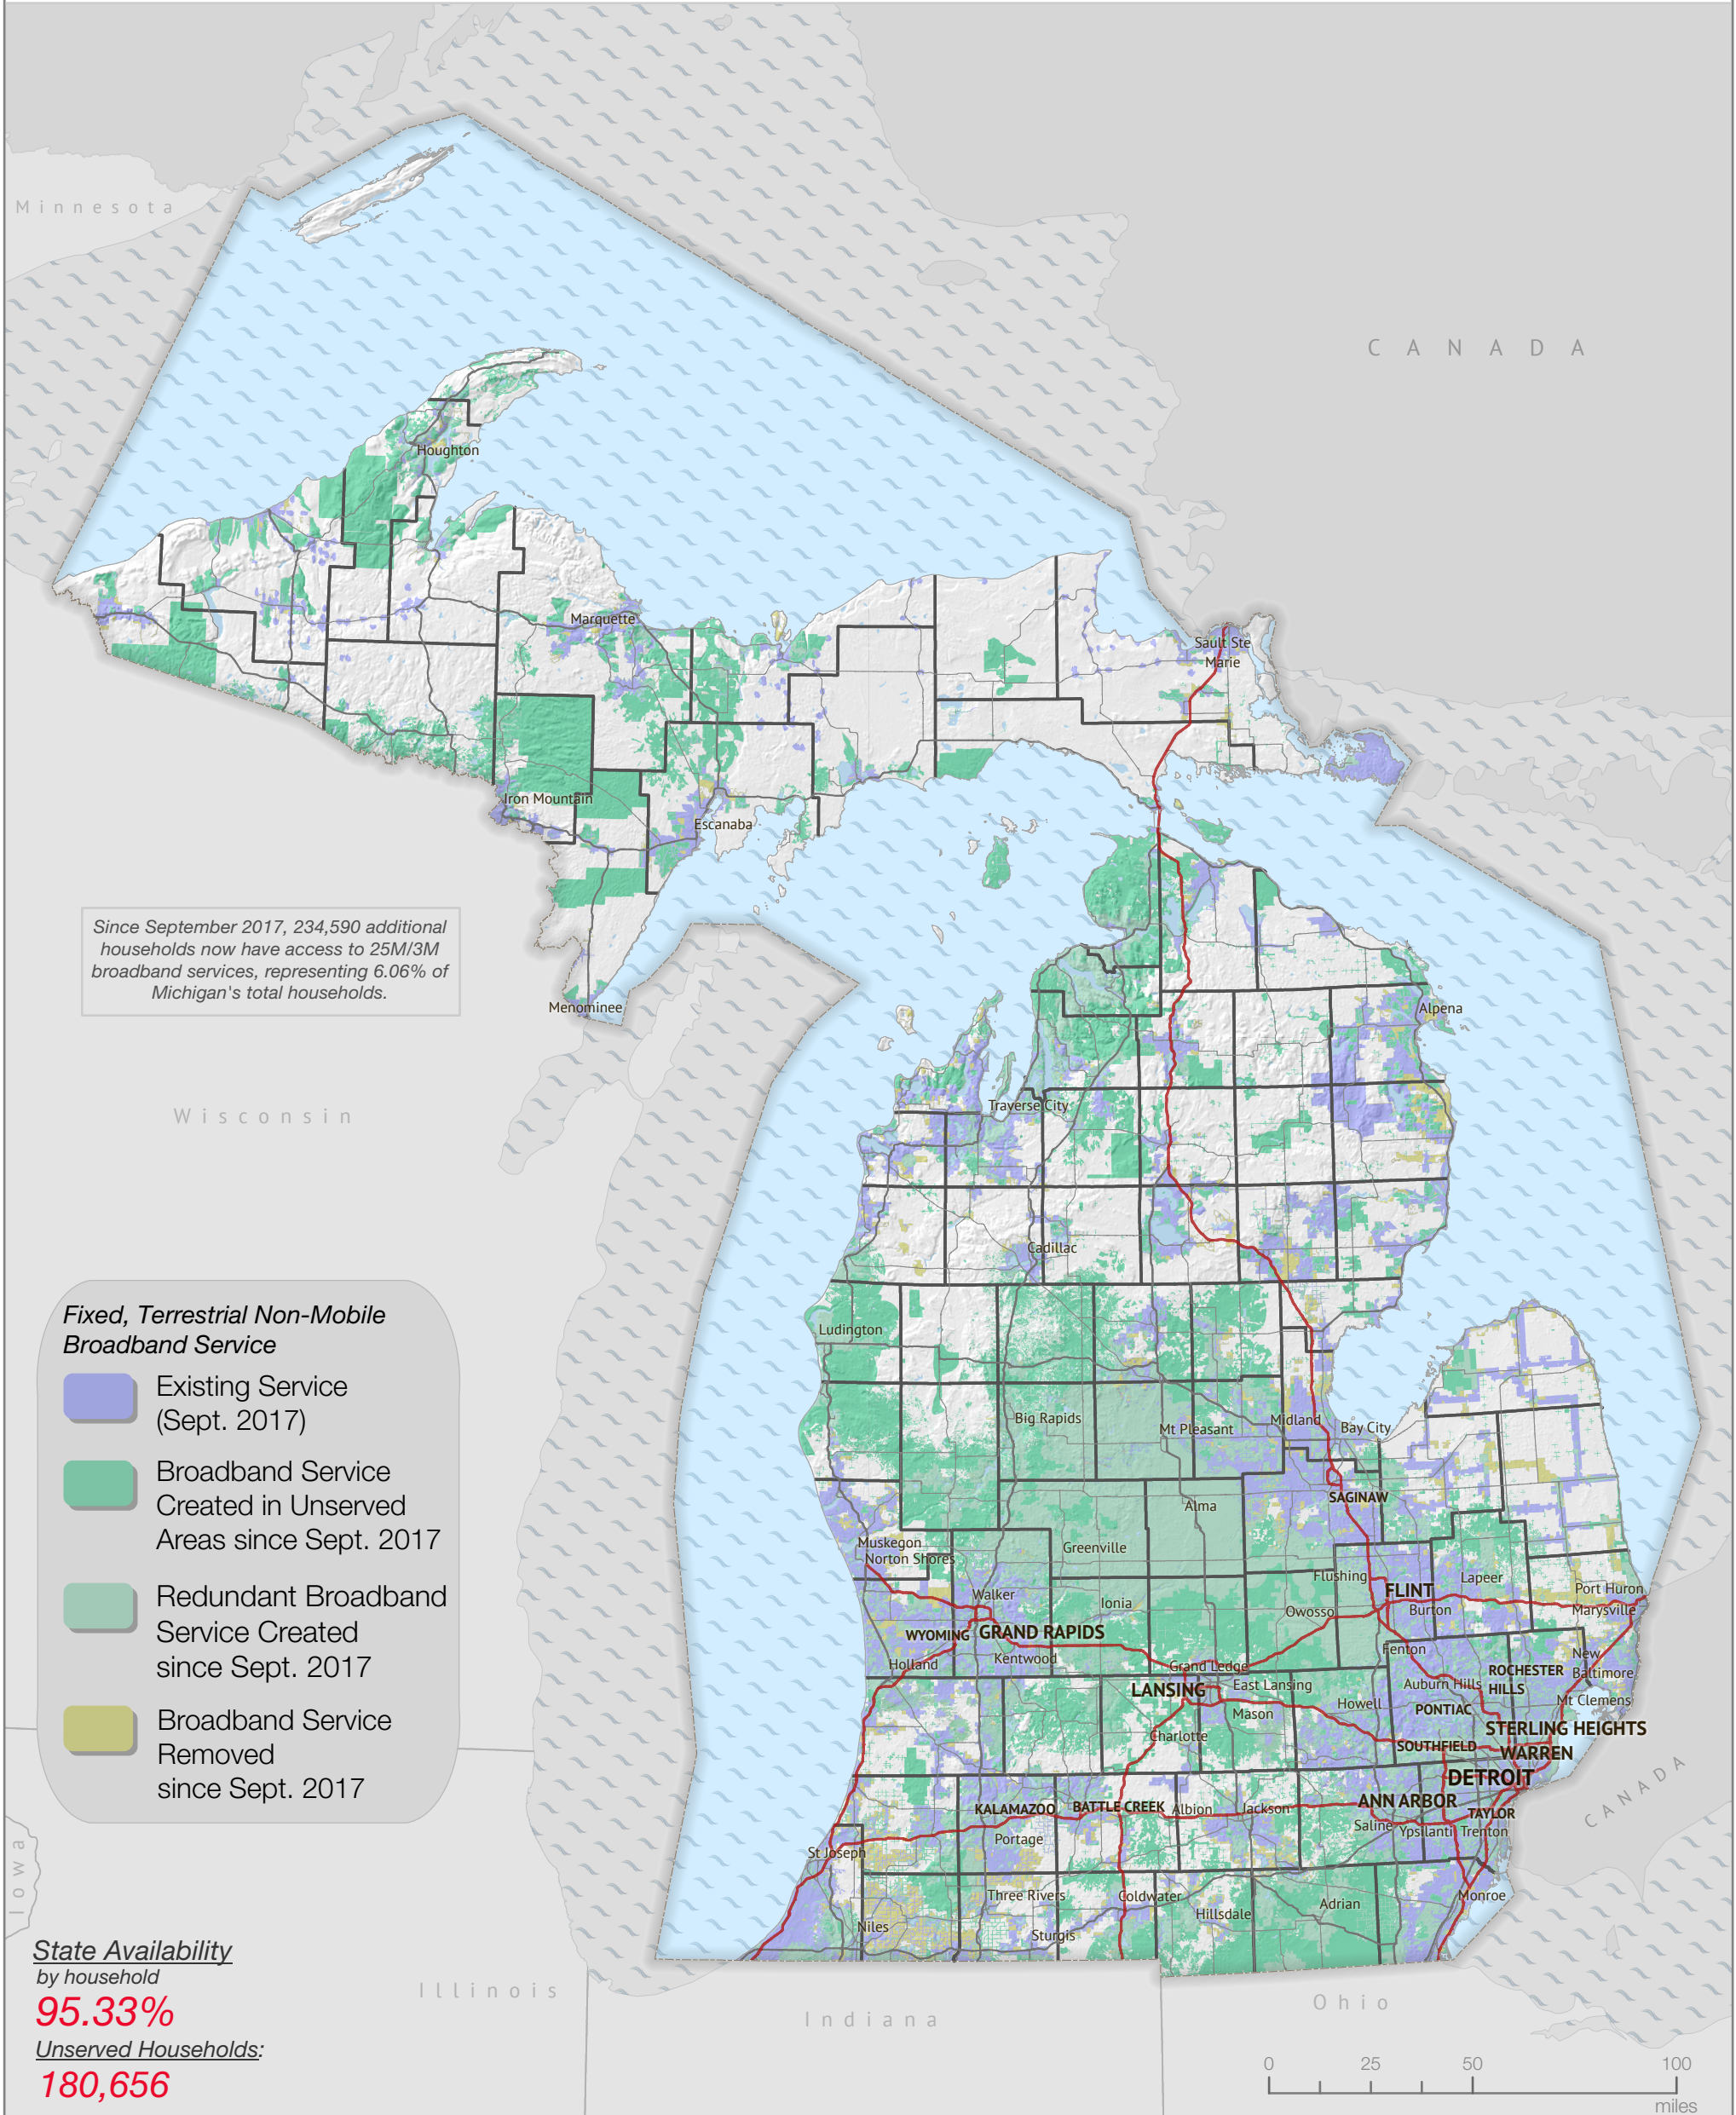 Minnesota
CANADA
Houghton
Marquette
Sault Ste
Marie
Iron Mountain
Escanaba
Since September 2017, 234,590 additional
households now have access to 25M/3M
broadband services, representing 6.06% of
Michigan's total households.
Menominee
Alpena
Wisconsin
Traverse City
Cadillac
Fixed, Terrestrial Non-Mobile
Broadband Service
Existing Service
(Sept. 2017)
Broadband Service
Created in Unserved
Areas since Sept. 2017
Redundant Broadband
Service Created
since Sept. 2017
Broadband Service
Removed
since Sept. 2017
Ludington
Big Rapids
Mt Pleasant
Midland
Bay City
SAGINAW
Alma
Muskegon
Norton Shores
Greenville
Flushing
FLINT
Lapeer
Port Huron
Walker
Ionia
Owosso
Burton
Marysville
WYOMING
GRAND RAPIDS
Holland
Kentwood
Grand Ledge
Fenton
New
Baltimore
LANSING
East Lansing
Auburn Hills
ROCHESTER
HILLS
Howell
Mason
PONTIAC
Mt Clemens
Charlotte
SOUTHFIELD
STERLING HEIGHTS
WARREN
DETROIT
KALAMAZOO
BATTLE CREEK
Albion
Jackson
ANN ARBOR
TAYLOR
Portage
Saline
Ypsilanti
Trenton
CANADA
St Joseph
Three Rivers
Coldwater
Hillsdale
Adrian
Monroe
Niles
Sturgis
Iowa
State Availability
by household
95.33%
Unserved Households:
180,656
Illinois
Indiana
Ohio
0 25 50 100
miles